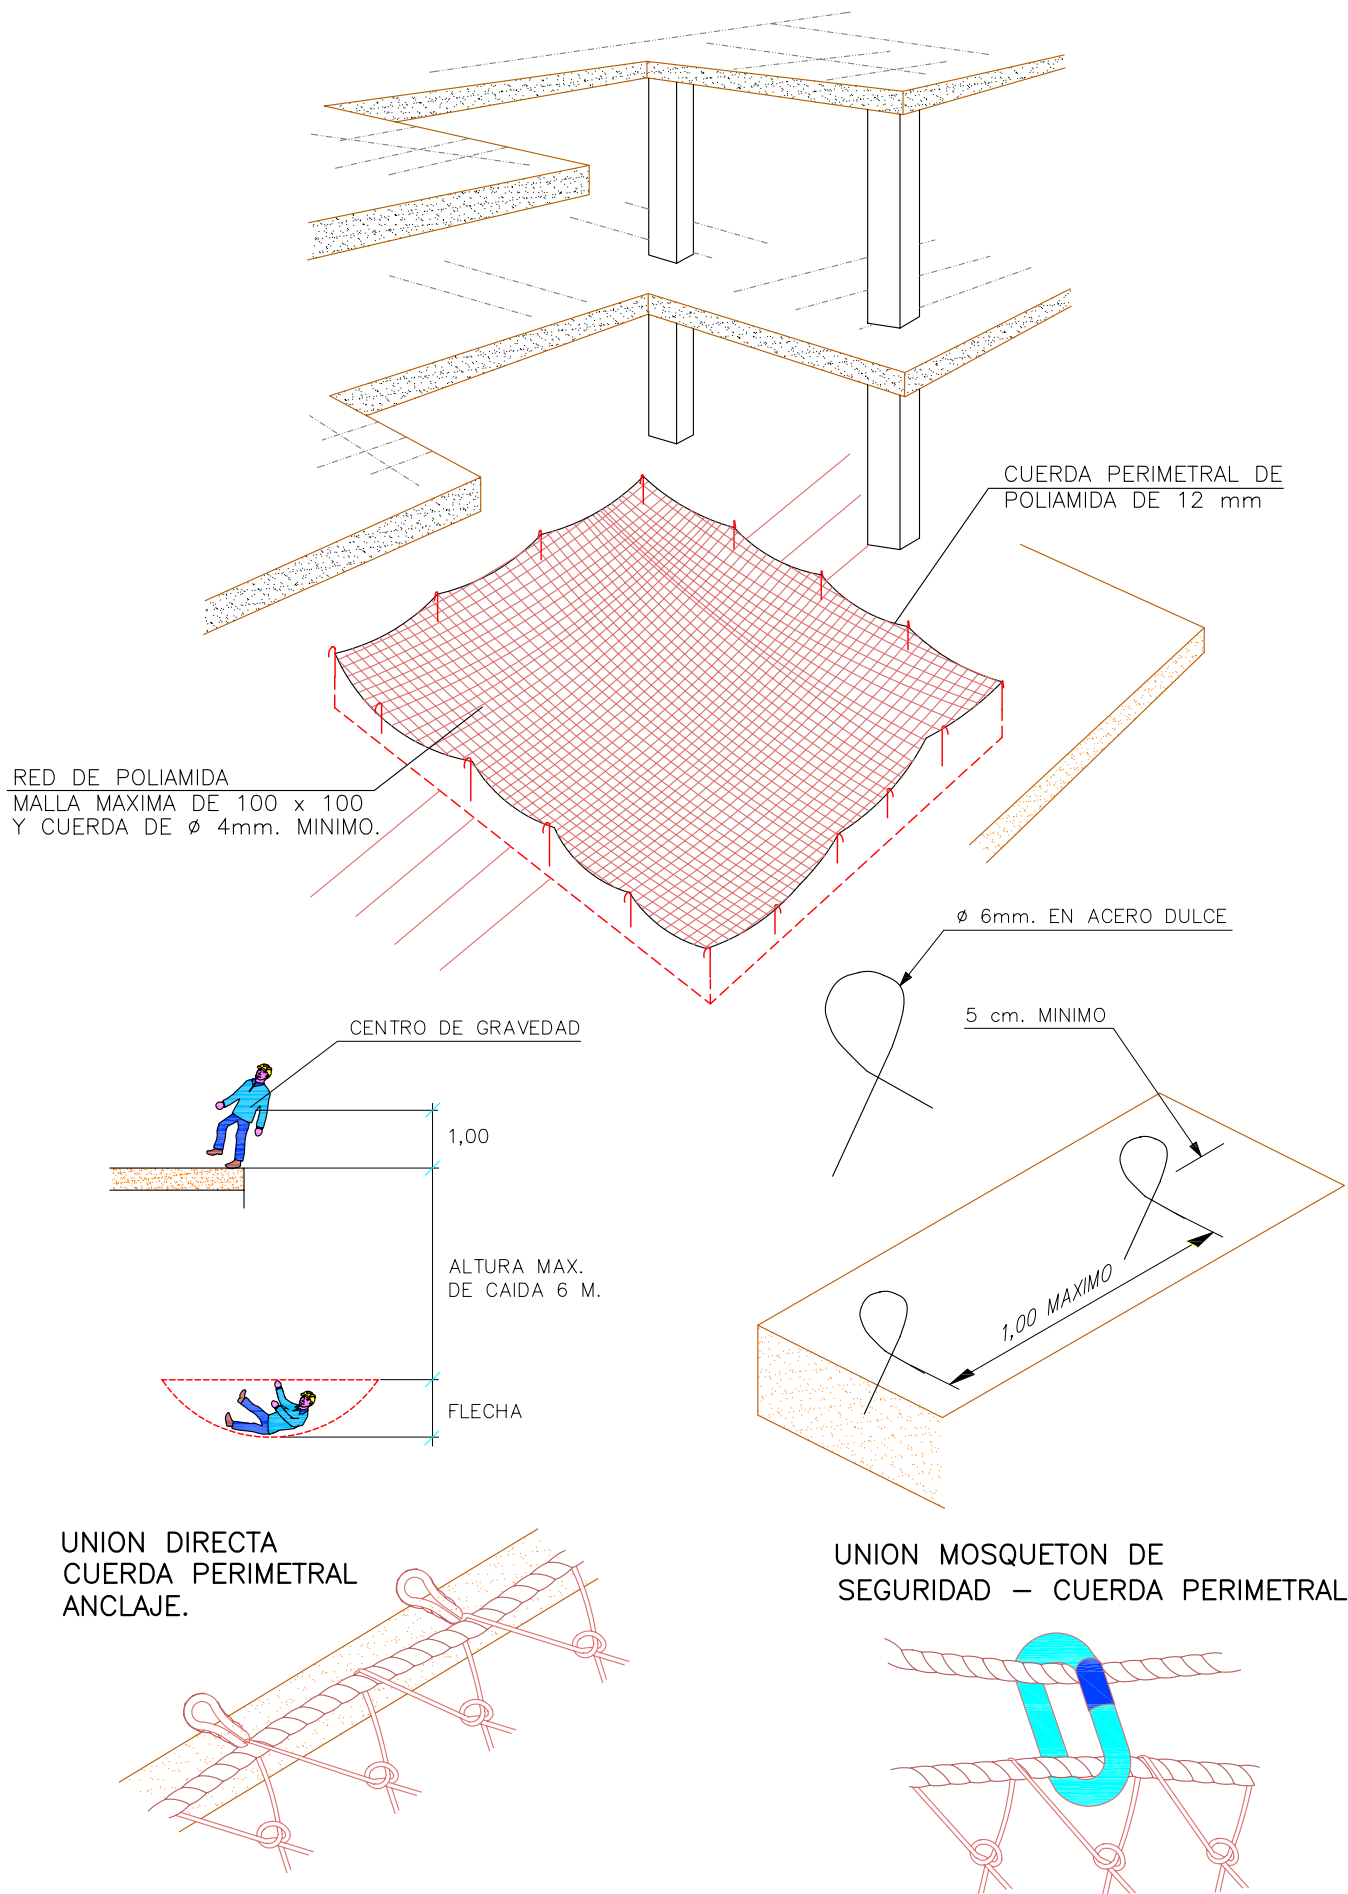 CUERDA PERIMETRAL DE
POLIAMIDA DE 12 mm
RED DE POLIAMIDA
MALLA MAXIMA DE 100 x 100
Y CUERDA DE ø 4mm. MINIMO.
ø 6mm. EN ACERO DULCE
5 cm. MINIMO
CENTRO DE GRAVEDAD
1,00
ALTURA MAX.
DE CAIDA 6 M.
1,00 MAXIMO
FLECHA
UNION DIRECTA
CUERDA PERIMETRAL
ANCLAJE.
UNION MOSQUETON DE
SEGURIDAD – CUERDA PERIMETRAL